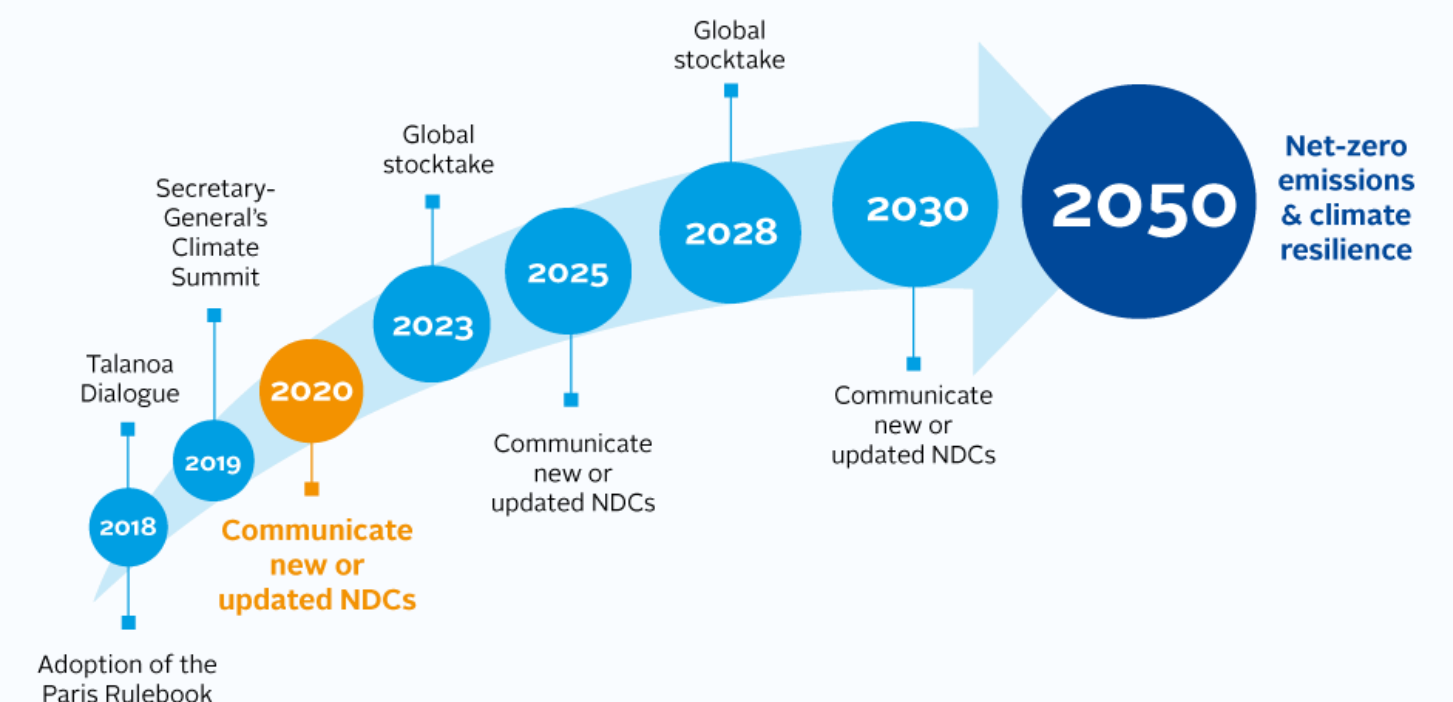 Talanoa
Dialogue
2018
Adoption of the
Paris Rulebook
Secretary-
General's
Climate
Summit
2019
2020
Communicate
new or
updated NDCs
Global
stocktake
2023
2025
Communicate
new or
updated NDCs
Global
stocktake
2028
2030
Communicate
new or
updated NDCs
2050
Net-zero
emissions
& climate
resilience